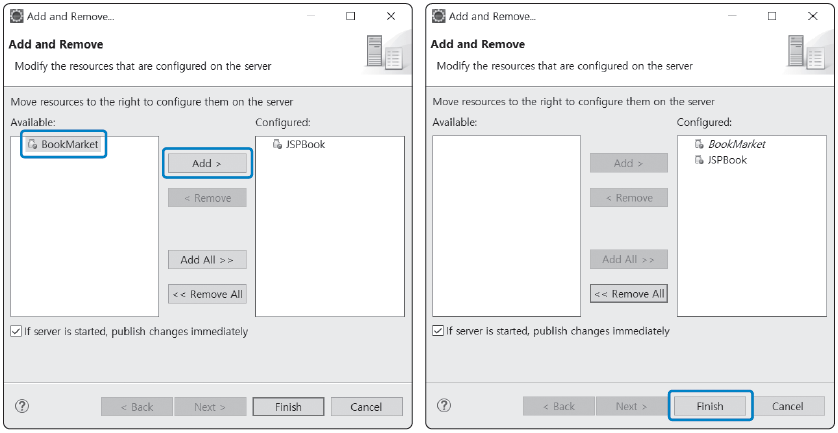 Add and Remove...
Add and Remove
Modify the resources that are configured on the server
Move resources to the right to configure them on the server
Available:
Configured:
BookMarket
JSPBook
Add >
< Remove
Add All >>
<< Remove All
If server is started, publish changes immediately
< Back
Next >
Finish
Cancel
Add and Remove...
Add and Remove
Modify the resources that are configured on the server
Move resources to the right to configure them on the server
Available:
Configured:
BookMarket
JSPBook
Add >
< Remove
Add All >>
<< Remove All
If server is started, publish changes immediately
< Back
Next >
Finish
Cancel